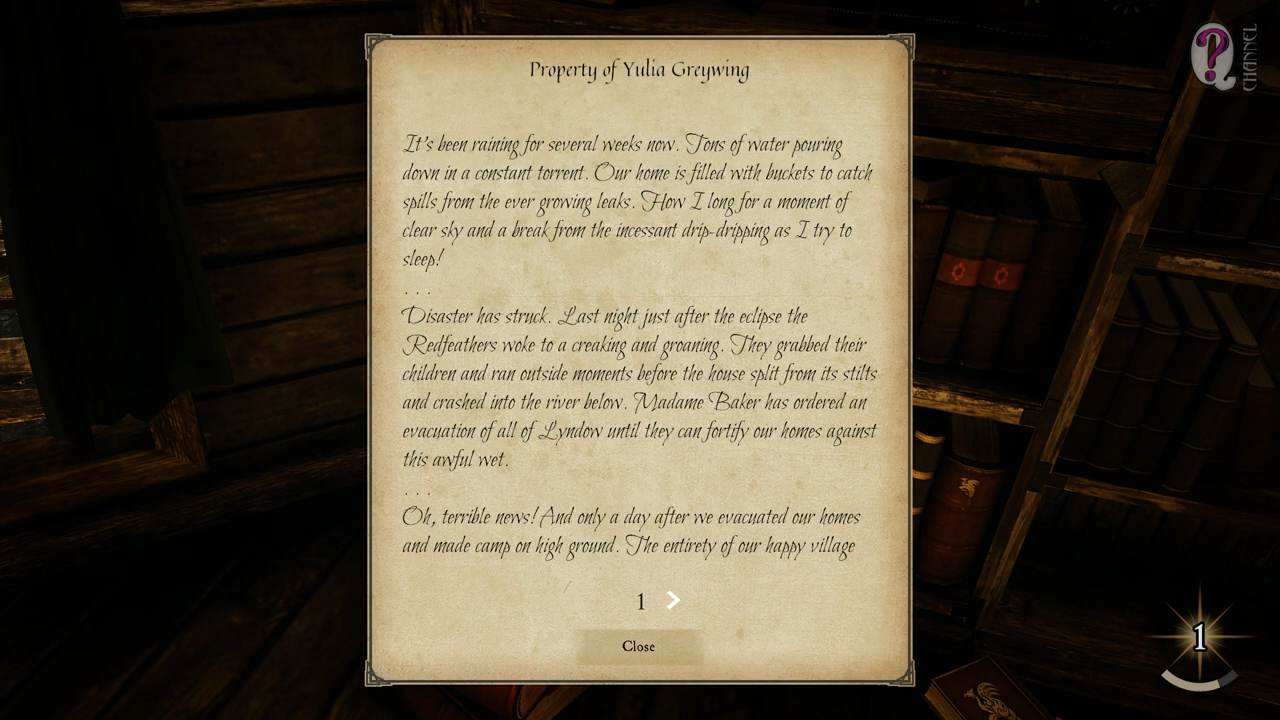 Property of Yulia Greywing
It's been raining for several weeks now. Tons of water pouring
down in a constant torrent. Our home is filled with buckets to catch
spills from the ever growing leaks. How I long for a moment of
clear sky and a break from the incessant drip-dripping as I try to
sleep!
. . .
Disaster has struck. Last night just after the eclipse the
Redfeathers woke to a creaking and groaning. They grabbed their
children and ran outside moments before the house split from its stilts
and crashed into the river below. Madame Baker has ordered an
evacuation of all of Lyndow until they can fortify our homes against
this awful wet.
. . .
Oh, terrible news! And only a day after we evacuated our homes
and made camp on high ground. The entirety of our happy village
1 >
Close
? CHANNEL
1